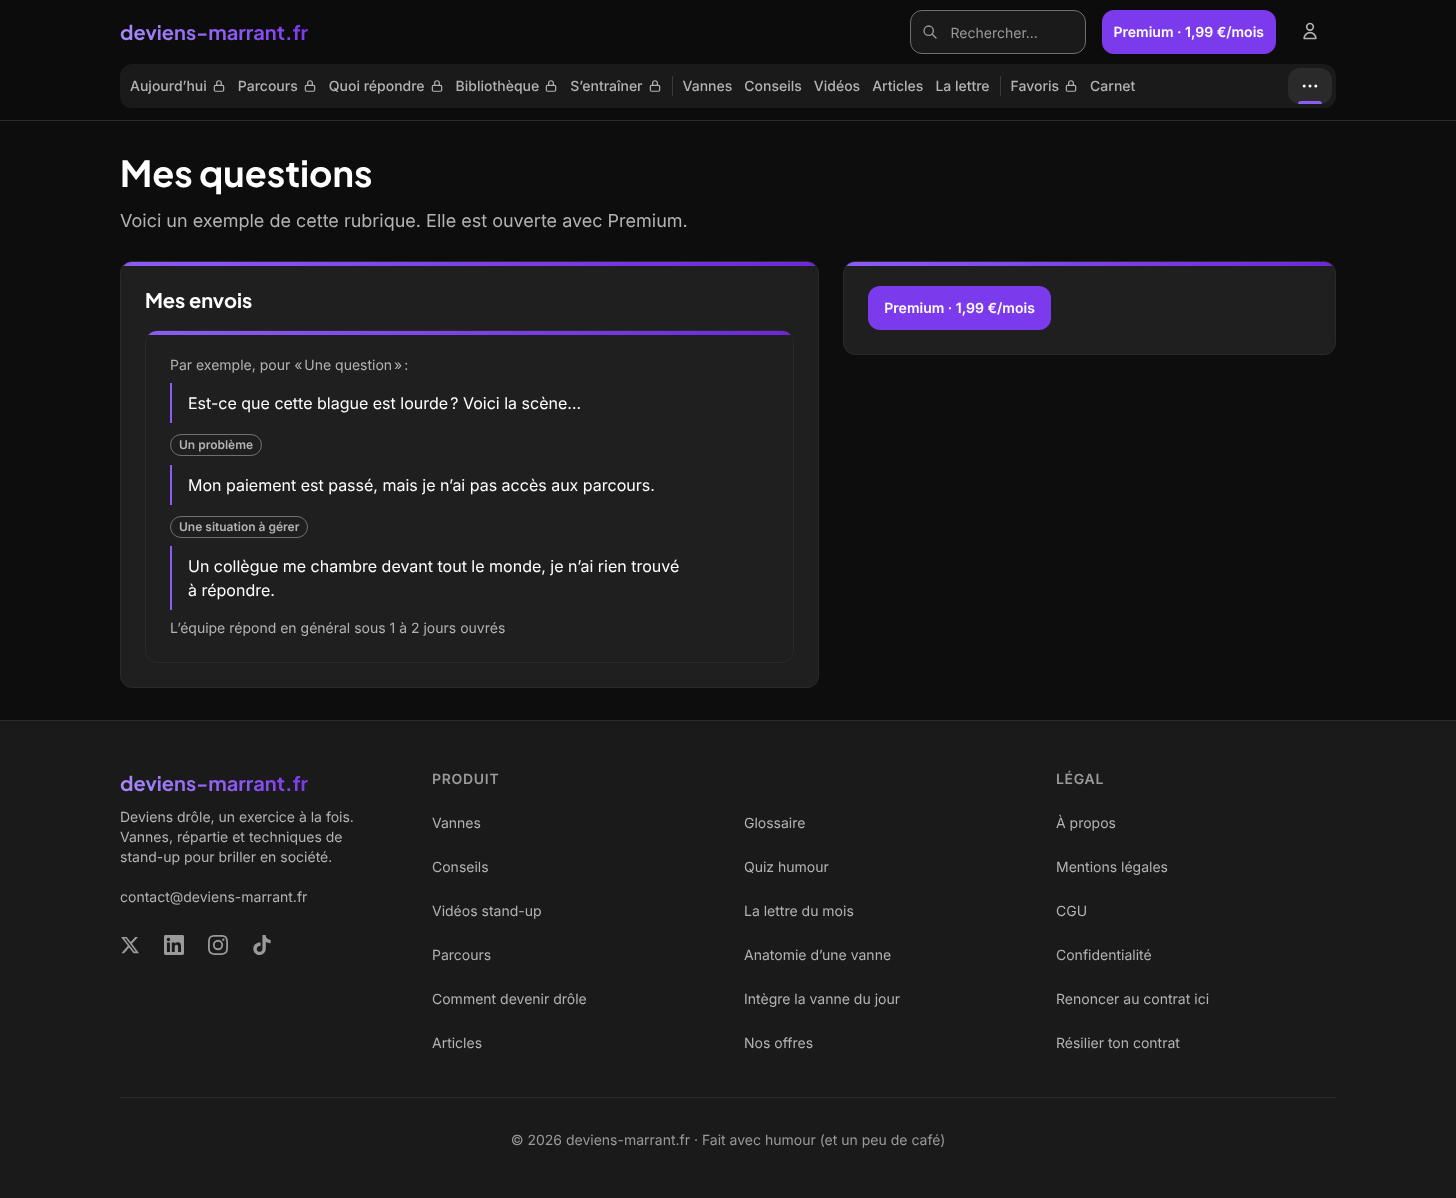 deviens-marrant.fr
Rechercher...
Premium · 1,99 €/mois
Aujourd’hui Parcours Quoi répondre Bibliothèque S’entraîner Vannes Conseils Vidéos Articles La lettre Favoris Carnet
Mes questions
Voici un exemple de cette rubrique. Elle est ouverte avec Premium.
Mes envois
Par exemple, pour « Une question » :
Est-ce que cette blague est lourde ? Voici la scène...
Un problème
Mon paiement est passé, mais je n’ai pas accès aux parcours.
Une situation à gérer
Un collègue me chambre devant tout le monde, je n’ai rien trouvé
à répondre.
L’équipe répond en général sous 1 à 2 jours ouvrés
Premium · 1,99 €/mois
deviens-marrant.fr
Deviens drôle, un exercice à la fois.
Vannes, répartie et techniques de
stand-up pour briller en société.
contact@deviens-marrant.fr
PRODUIT
Vannes
Conseils
Vidéos stand-up
Parcours
Comment devenir drôle
Articles
Glossaire
Quiz humour
La lettre du mois
Anatomie d’une vanne
Intègre la vanne du jour
Nos offres
LÉGAL
À propos
Mentions légales
CGU
Confidentialité
Renoncer au contrat ici
Résilier ton contrat
© 2026 deviens-marrant.fr · Fait avec humour (et un peu de café)